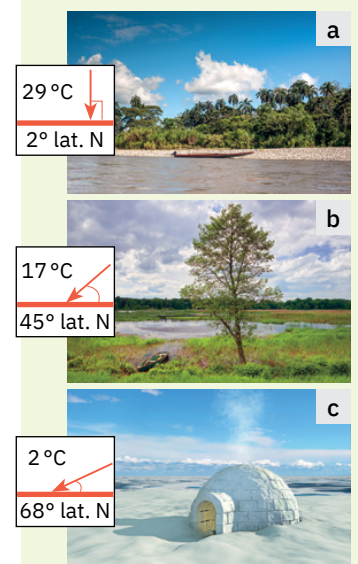 a
29 °C
2° lat. N
b
17 °C
45° lat. N
c
2 °C
68° lat. N